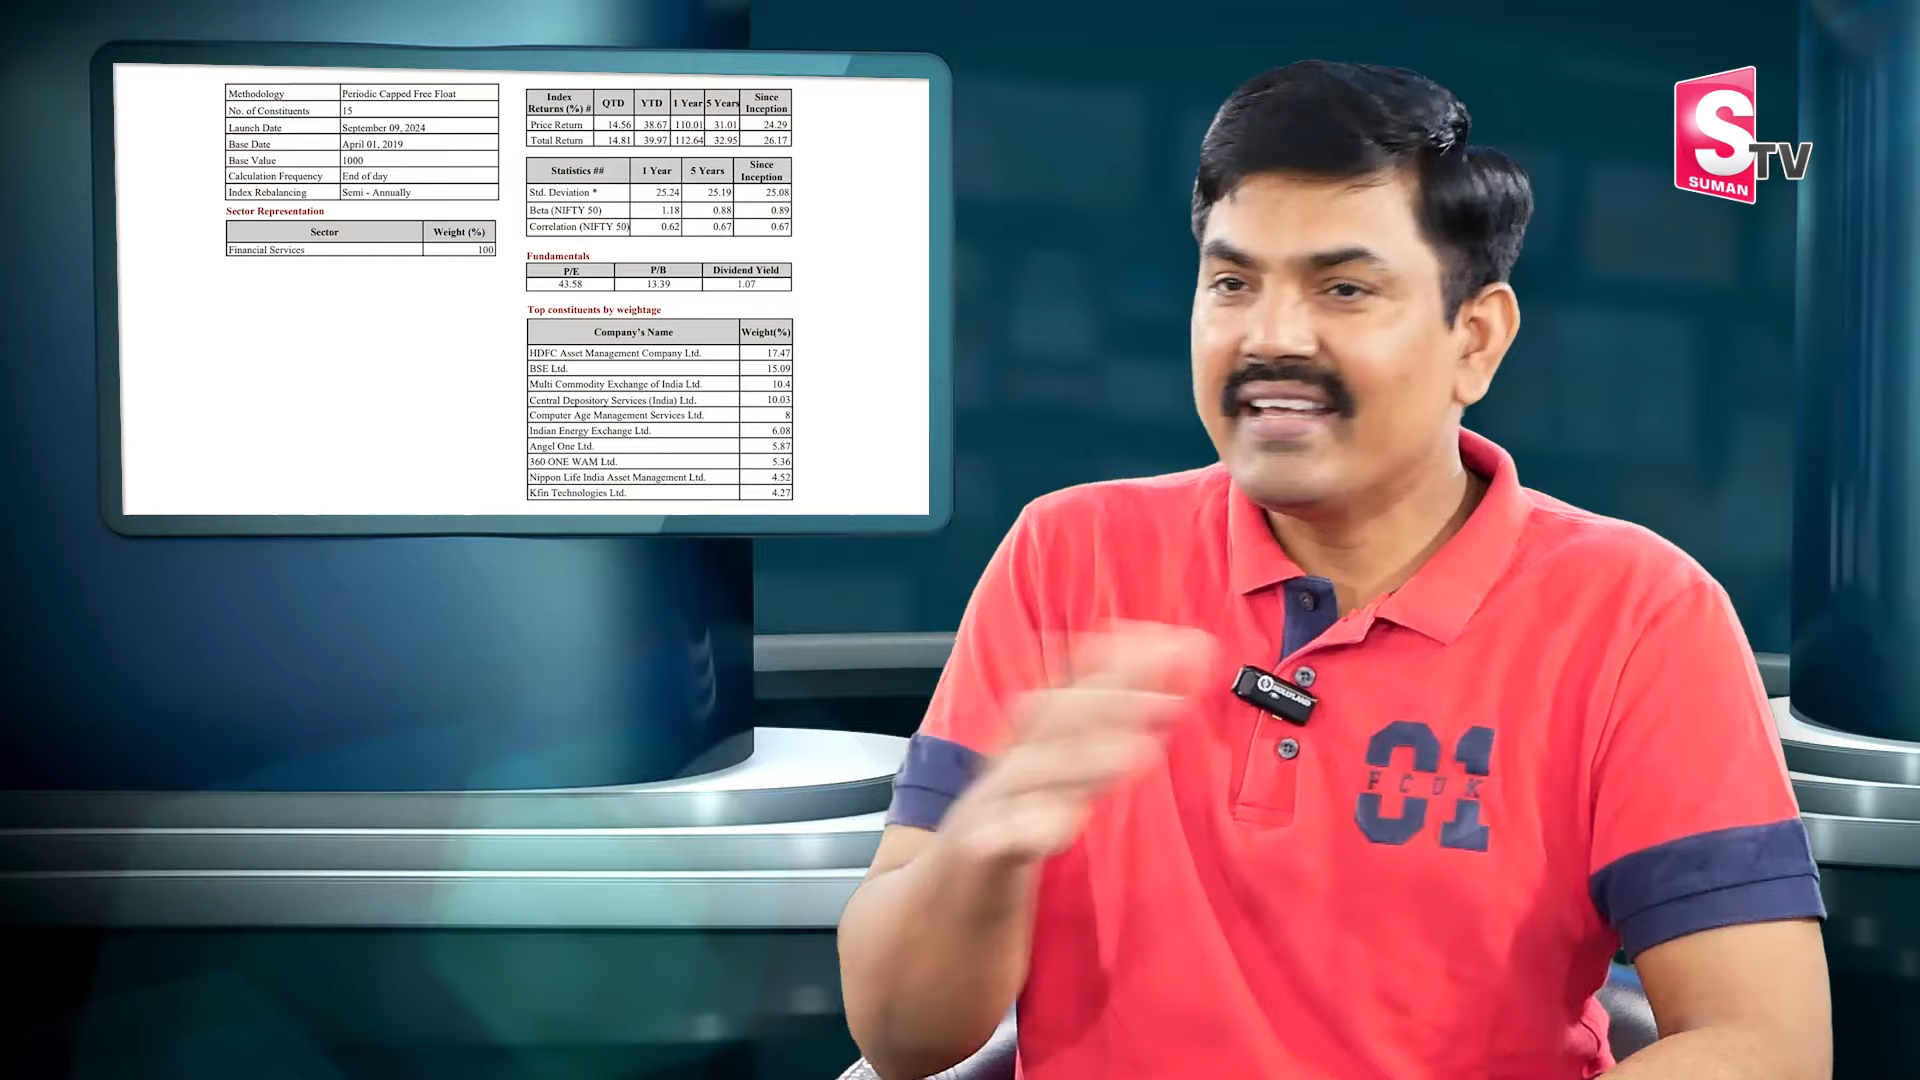 Methodology Periodic Capped Free Float
No. of Constituents 15
Launch Date September 09, 2024
Base Date April 01, 2019
Base Value 1000
Calculation Frequency End of day
Index Rebalancing Semi - Annually
Sector Representation
Sector Weight (%)
Financial Services 100
Index Returns (%) # QTD YTD 1 Year 5 Years Since Inception
Price Return 14.56 38.67 110.01 31.01 24.29
Total Return 14.81 39.97 112.64 32.95 26.17
Statistics ## 1 Year 5 Years Since Inception
Std. Deviation * 25.24 25.19 25.08
Beta (NIFTY 50) 1.18 0.88 0.89
Correlation (NIFTY 50) 0.62 0.67 0.67
Fundamentals
P/E P/B Dividend Yield
43.58 13.39 1.07
Top constituents by weightage
Company's Name Weight(%)
HDFC Asset Management Company Ltd. 17.47
BSE Ltd. 15.09
Multi Commodity Exchange of India Ltd. 10.4
Central Depository Services (India) Ltd. 10.03
Computer Age Management Services Ltd. 8
Indian Energy Exchange Ltd. 6.08
Angel One Ltd. 5.87
360 ONE WAM Ltd. 5.36
Nippon Life India Asset Management Ltd. 4.52
Kfin Technologies Ltd. 4.27
S TV
SUMAN
HOLLYLAND
01
FCUK